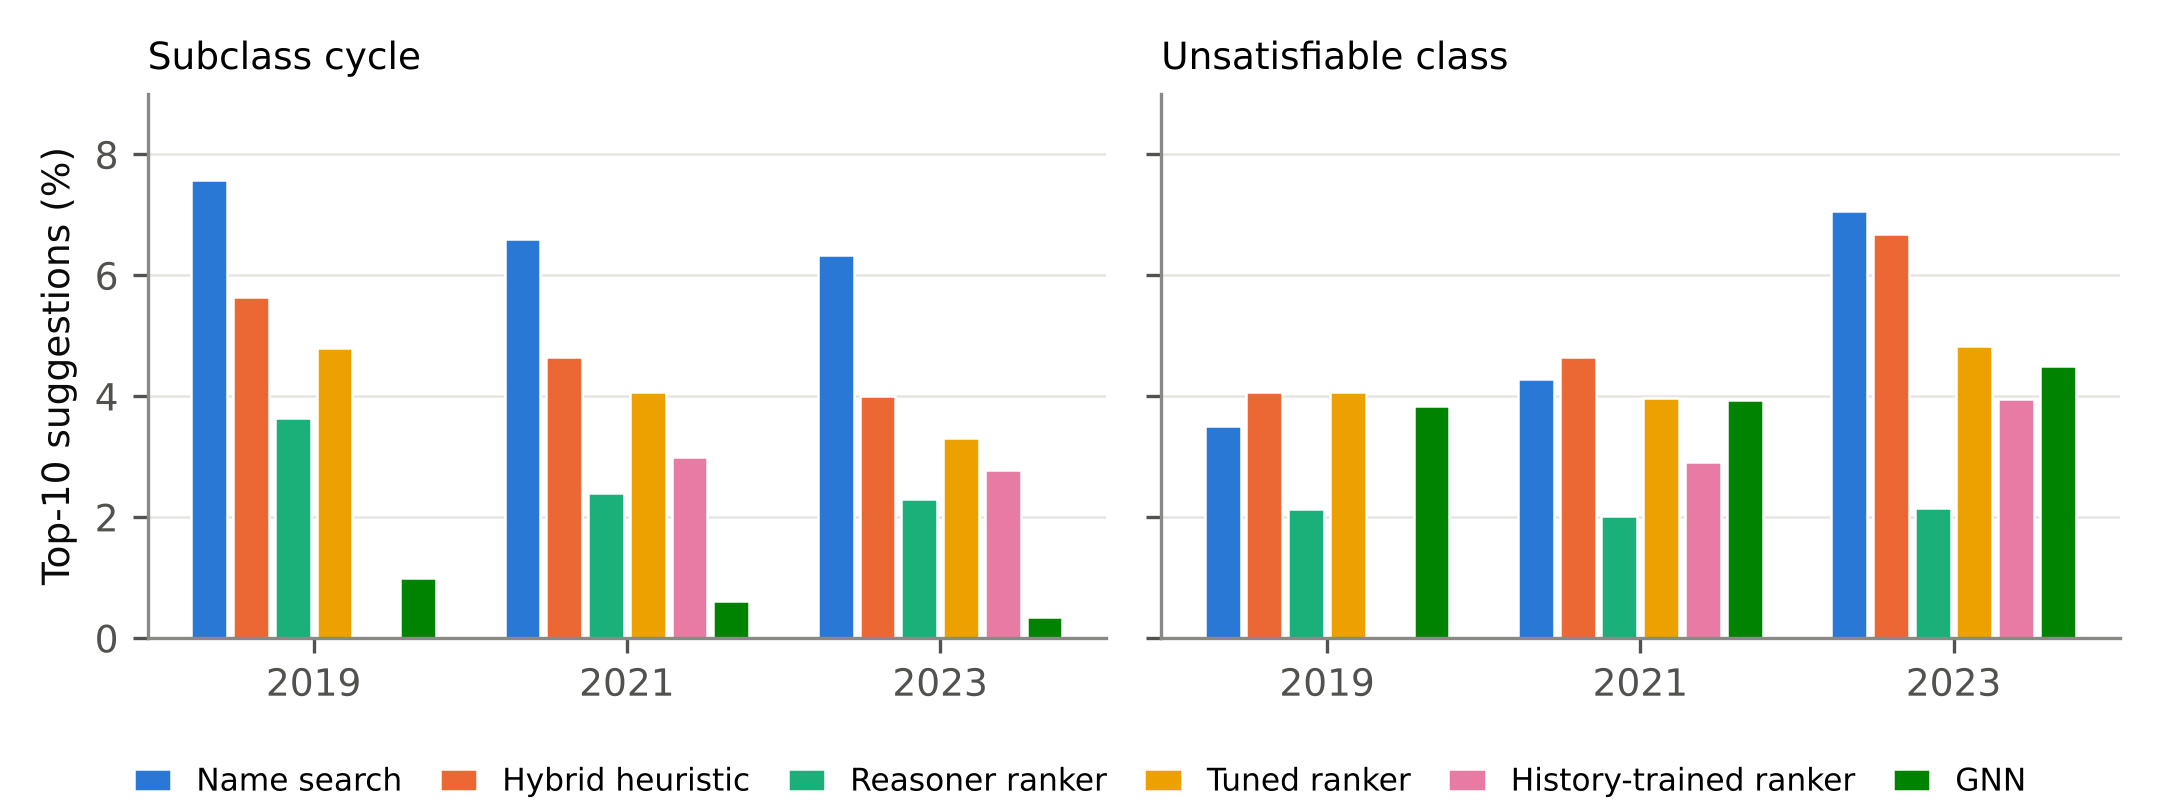 Subclass cycle
Unsatisfiable class
Top-10 suggestions (%)
8
6
4
2
0
2019
2021
2023
2019
2021
2023
Name search
Hybrid heuristic
Reasoner ranker
Tuned ranker
History-trained ranker
GNN